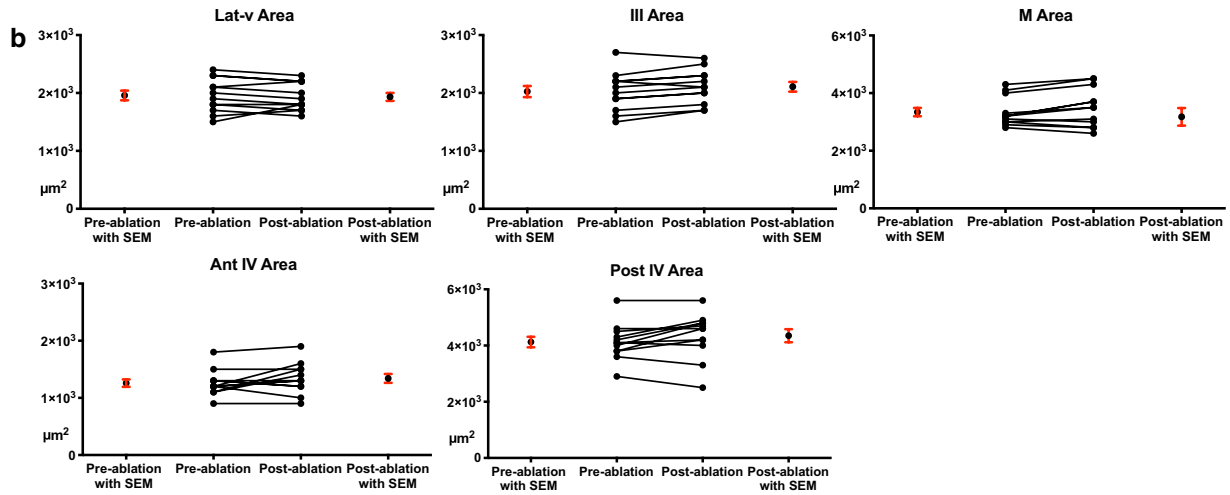 b
Lat-v Area
3×10³
2×10³
1×10³
µm²
0
Pre-ablation with SEM
Pre-ablation
Post-ablation
Post-ablation with SEM
III Area
3×10³
2×10³
1×10³
µm²
0
Pre-ablation with SEM
Pre-ablation
Post-ablation
Post-ablation with SEM
M Area
6×10³
4×10³
2×10³
µm²
0
Pre-ablation with SEM
Pre-ablation
Post-ablation
Post-ablation with SEM
Ant IV Area
3×10³
2×10³
1×10³
µm²
0
Pre-ablation with SEM
Pre-ablation
Post-ablation
Post-ablation with SEM
Post IV Area
6×10³
4×10³
2×10³
µm²
0
Pre-ablation with SEM
Pre-ablation
Post-ablation
Post-ablation with SEM